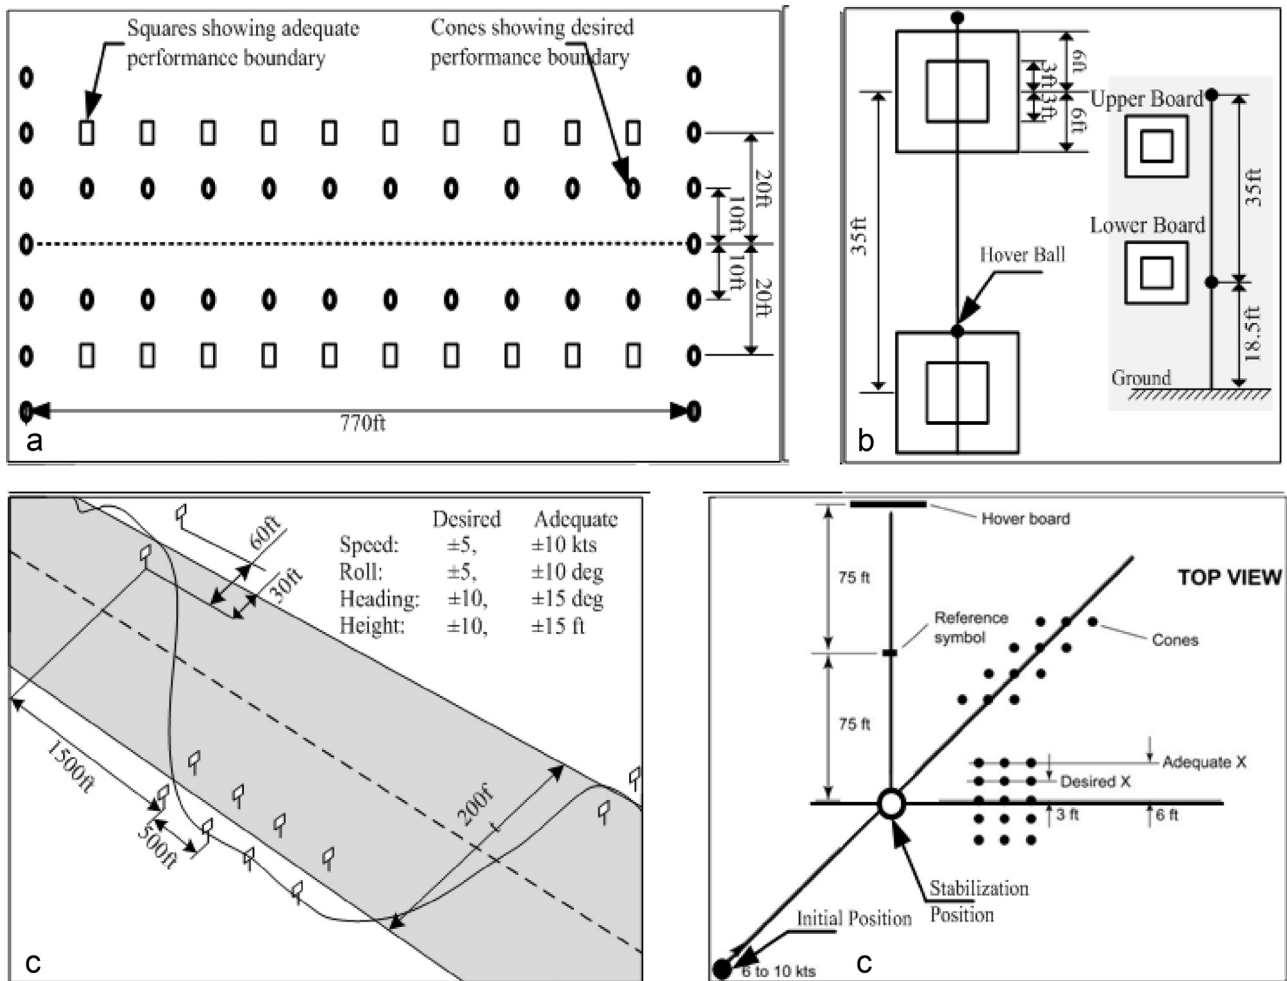 Squares showing adequate
performance boundary
Cones showing desired
performance boundary
20ft
10ft
10ft
20ft
770ft
a
6ft
3ft
3ft
6ft
35ft
Hover Ball
Upper Board
Lower Board
35ft
18.5ft
Ground
b
Desired Adequate
Speed: ±5, ±10 kts
Roll: ±5, ±10 deg
Heading: ±10, ±15 deg
Height: ±10, ±15 ft
60ft
30ft
1500ft
500ft
200f
t
c
Hover board
75 ft
TOP VIEW
Reference
symbol
Cones
75 ft
Adequate X
Desired X
3 ft
6 ft
Stabilization
Position
Initial Position
6 to 10 kts
c